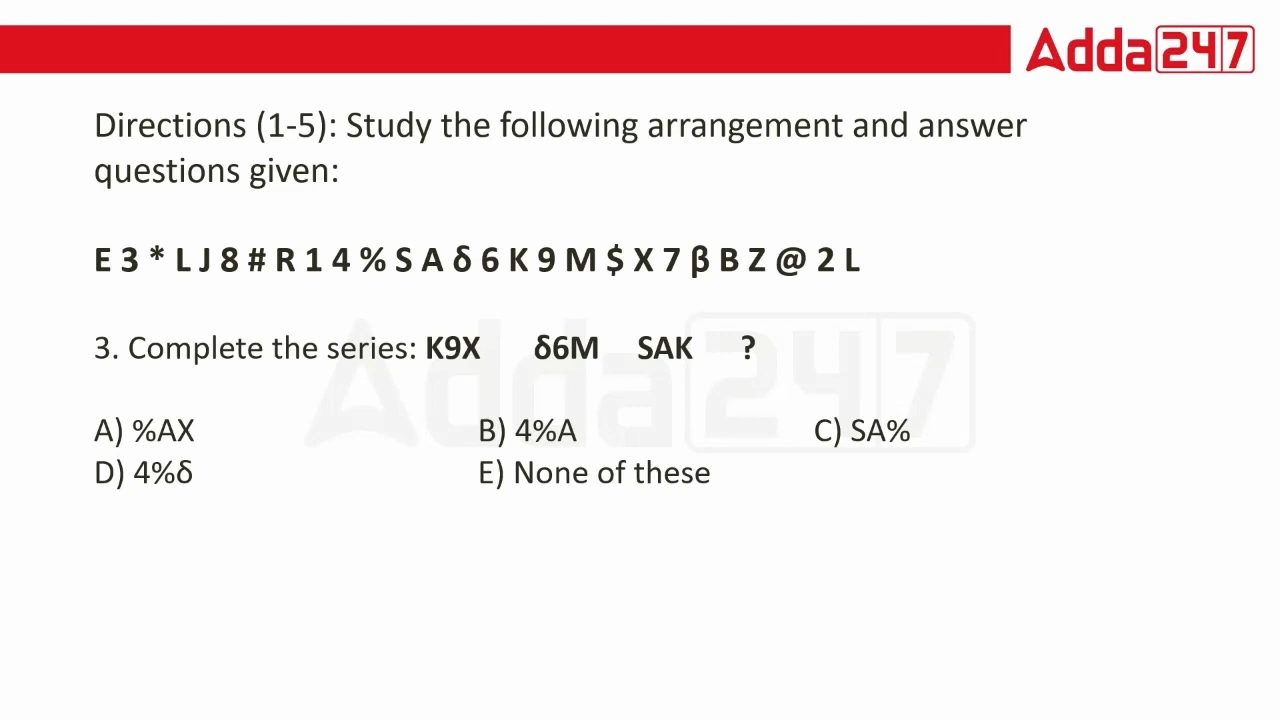 Adda247
Directions (1-5): Study the following arrangement and answer
questions given:
E 3 * L J 8 # R 1 4 % S A δ 6 K 9 M $ X 7 β B Z @ 2 L
3. Complete the series: K9X δ6M SAK ?
Adda247
A) %AX B) 4%A C) SA%
D) 4%δ E) None of these